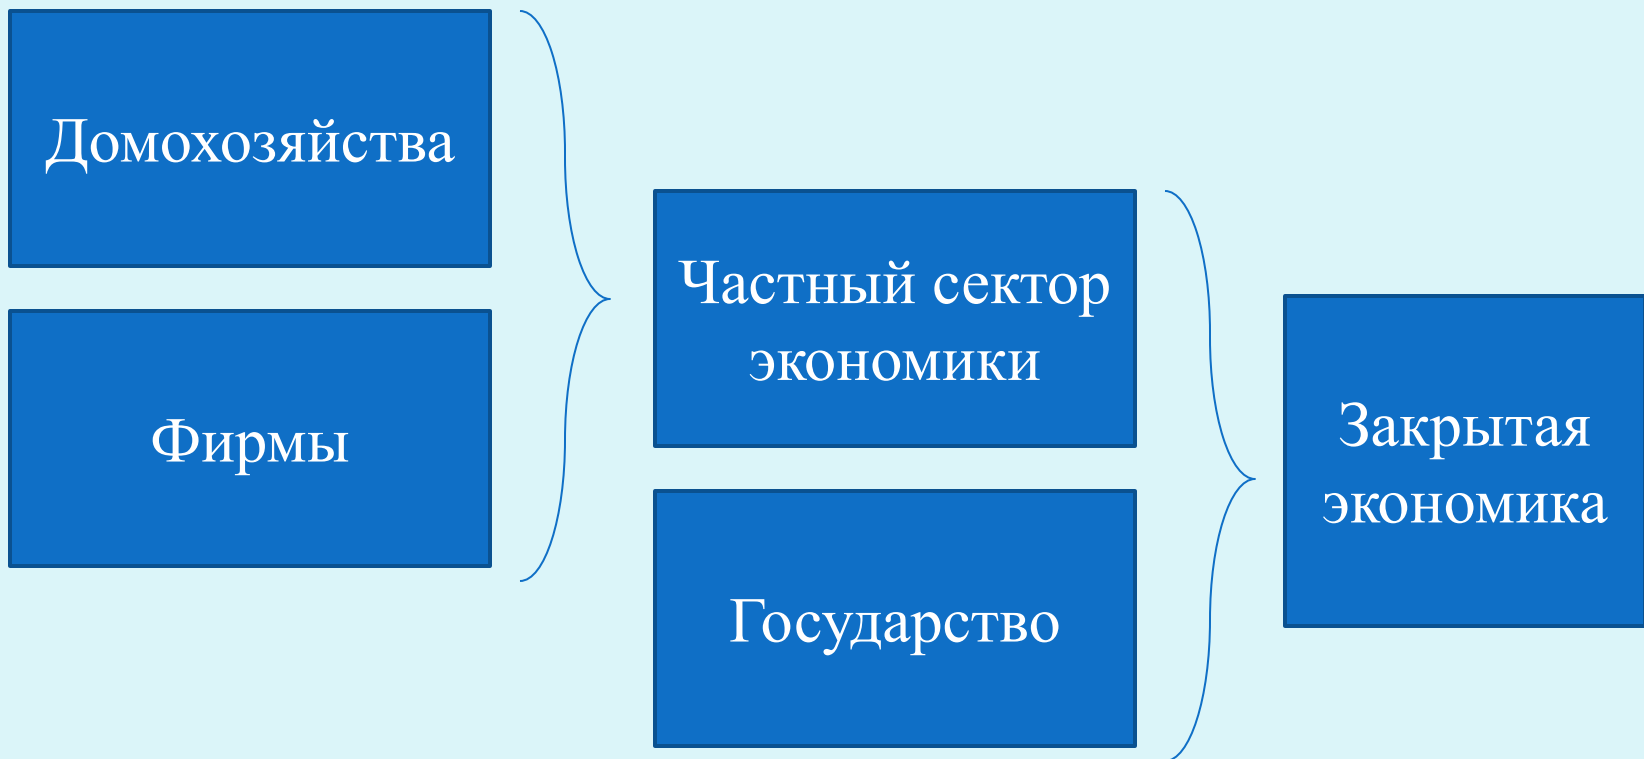 Домохозяйства
Фирмы
Частный сектор
экономики
Государство
Закрытая
экономика